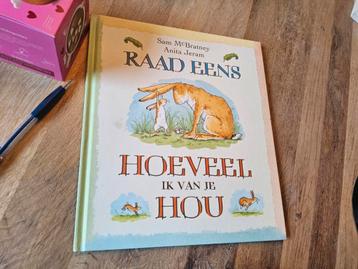 Sam McBratney
Anita Jeram
RAAD EENS
HOEVEEL
IK VAN JE
HOU